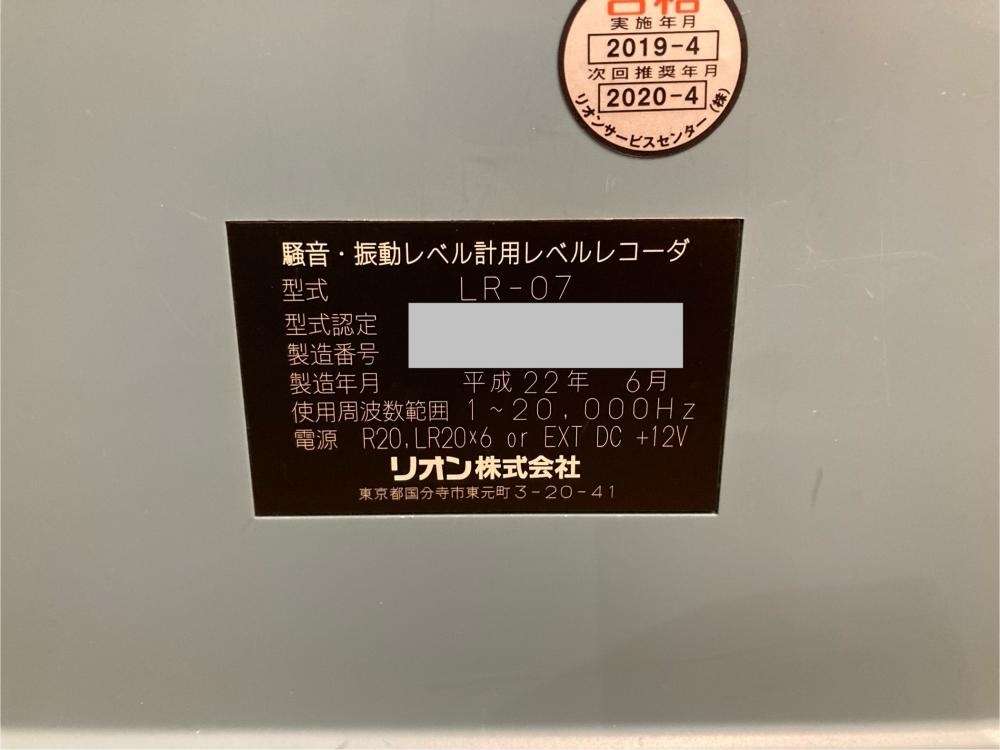 合格
実施年月
2019-4
次回推奨年月
2020-4
リオンサービスセンター(株)
騒音・振動レベル計用レベルレコーダ
型式 LR-07
型式認定
製造番号
製造年月 平成22年 6月
使用周波数範囲 1~20,000Hz
電源 R20,LR20×6 or EXT DC +12V
リオン株式会社
東京都国分寺市東元町3-20-41